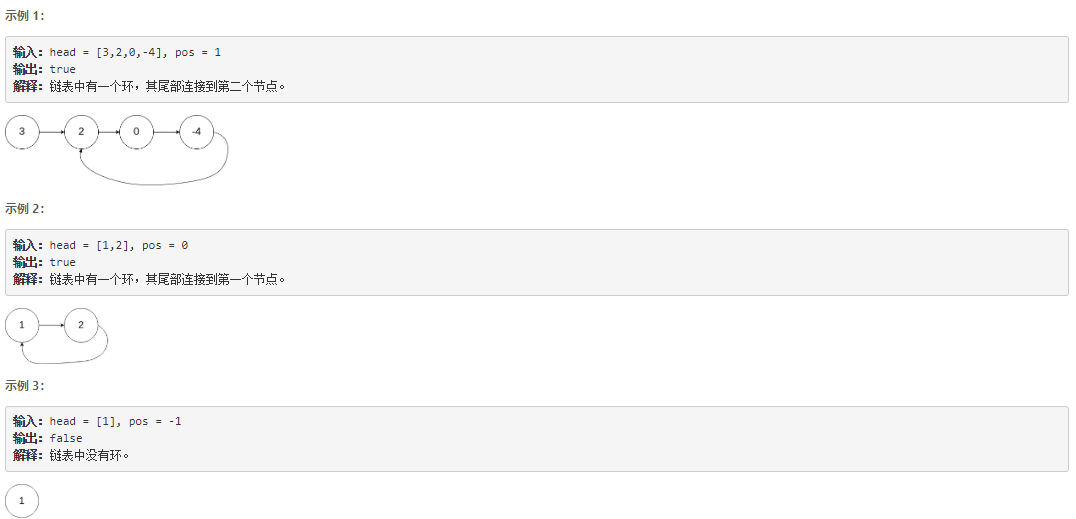 示例 1:
输入: head = [3,2,0,-4], pos = 1
输出: true
解释: 链表中有一个环，其尾部连接到第二个节点。
3 2 0 -4
示例 2:
输入: head = [1,2], pos = 0
输出: true
解释: 链表中有一个环，其尾部连接到第一个节点。
1 2
示例 3:
输入: head = [1], pos = -1
输出: false
解释: 链表中没有环。
1